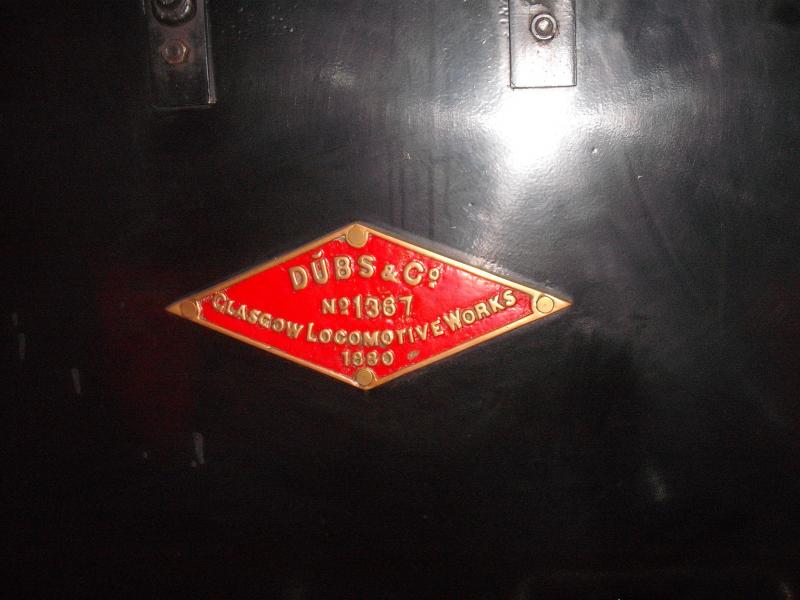 DÜBS & Co
No 1367
GLASGOW LOCOMOTIVE WORKS
1880